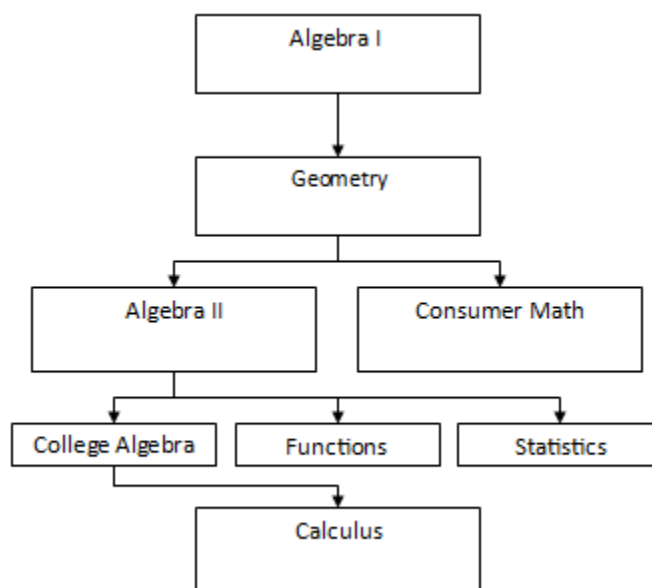 Algebra I
Geometry
Algebra II
Consumer Math
College Algebra
Functions
Statistics
Calculus